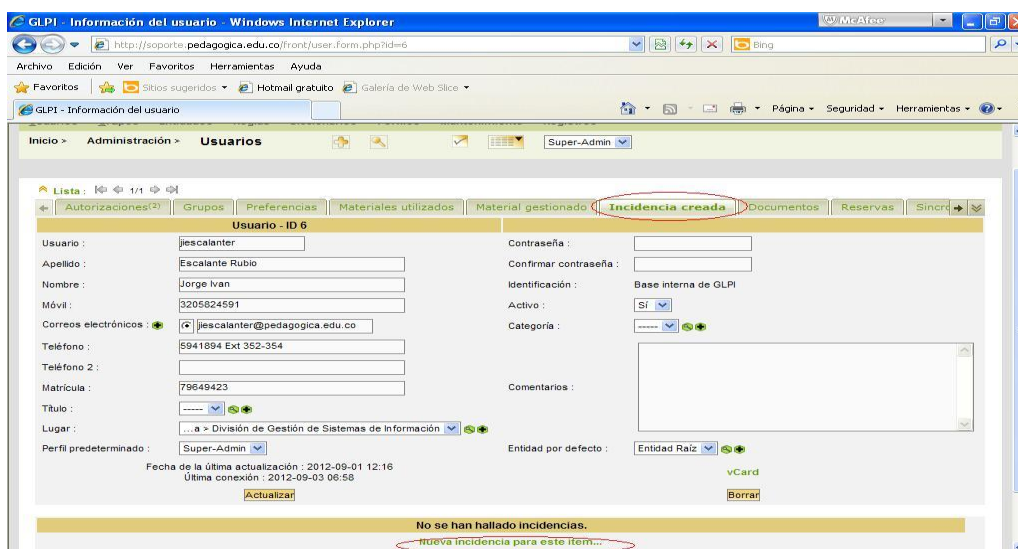 GLPI - Información del usuario - Windows Internet Explorer McAfee
http://soporte.pedagogica.edu.co/front/user.form.php?id=6 Bing
Archivo Edición Ver Favoritos Herramientas Ayuda
Favoritos Sitios sugeridos Hotmail gratuito Galería de Web Slice
GLPI - Información del usuario Página Seguridad Herramientas
Inicio > Administración > Usuarios Super-Admin
Lista : 1/1
Autorizaciones(2) Grupos Preferencias Materiales utilizados Material gestionado Incidencia creada Documentos Reservas Sincro
Usuario - ID 6
Usuario : jiescalanter Contraseña :
Apellido : Escalante Rubio Confirmar contraseña :
Nombre : Jorge Ivan Identificación : Base interna de GLPI
Móvil : 3205824591 Activo : Sí
Correos electrónicos : jiescalanter@pedagogica.edu.co Categoría : -----
Teléfono : 5941894 Ext 352-354
Teléfono 2 :
Matrícula : 79649423 Comentarios :
Título : -----
Lugar : ...a > División de Gestión de Sistemas de Información
Perfil predeterminado : Super-Admin Entidad por defecto : Entidad Raíz
Fecha de la última actualización : 2012-09-01 12:16 vCard
Última conexión : 2012-09-03 06:58
Actualizar Borrar
No se han hallado incidencias.
Nueva incidencia para este ítem...